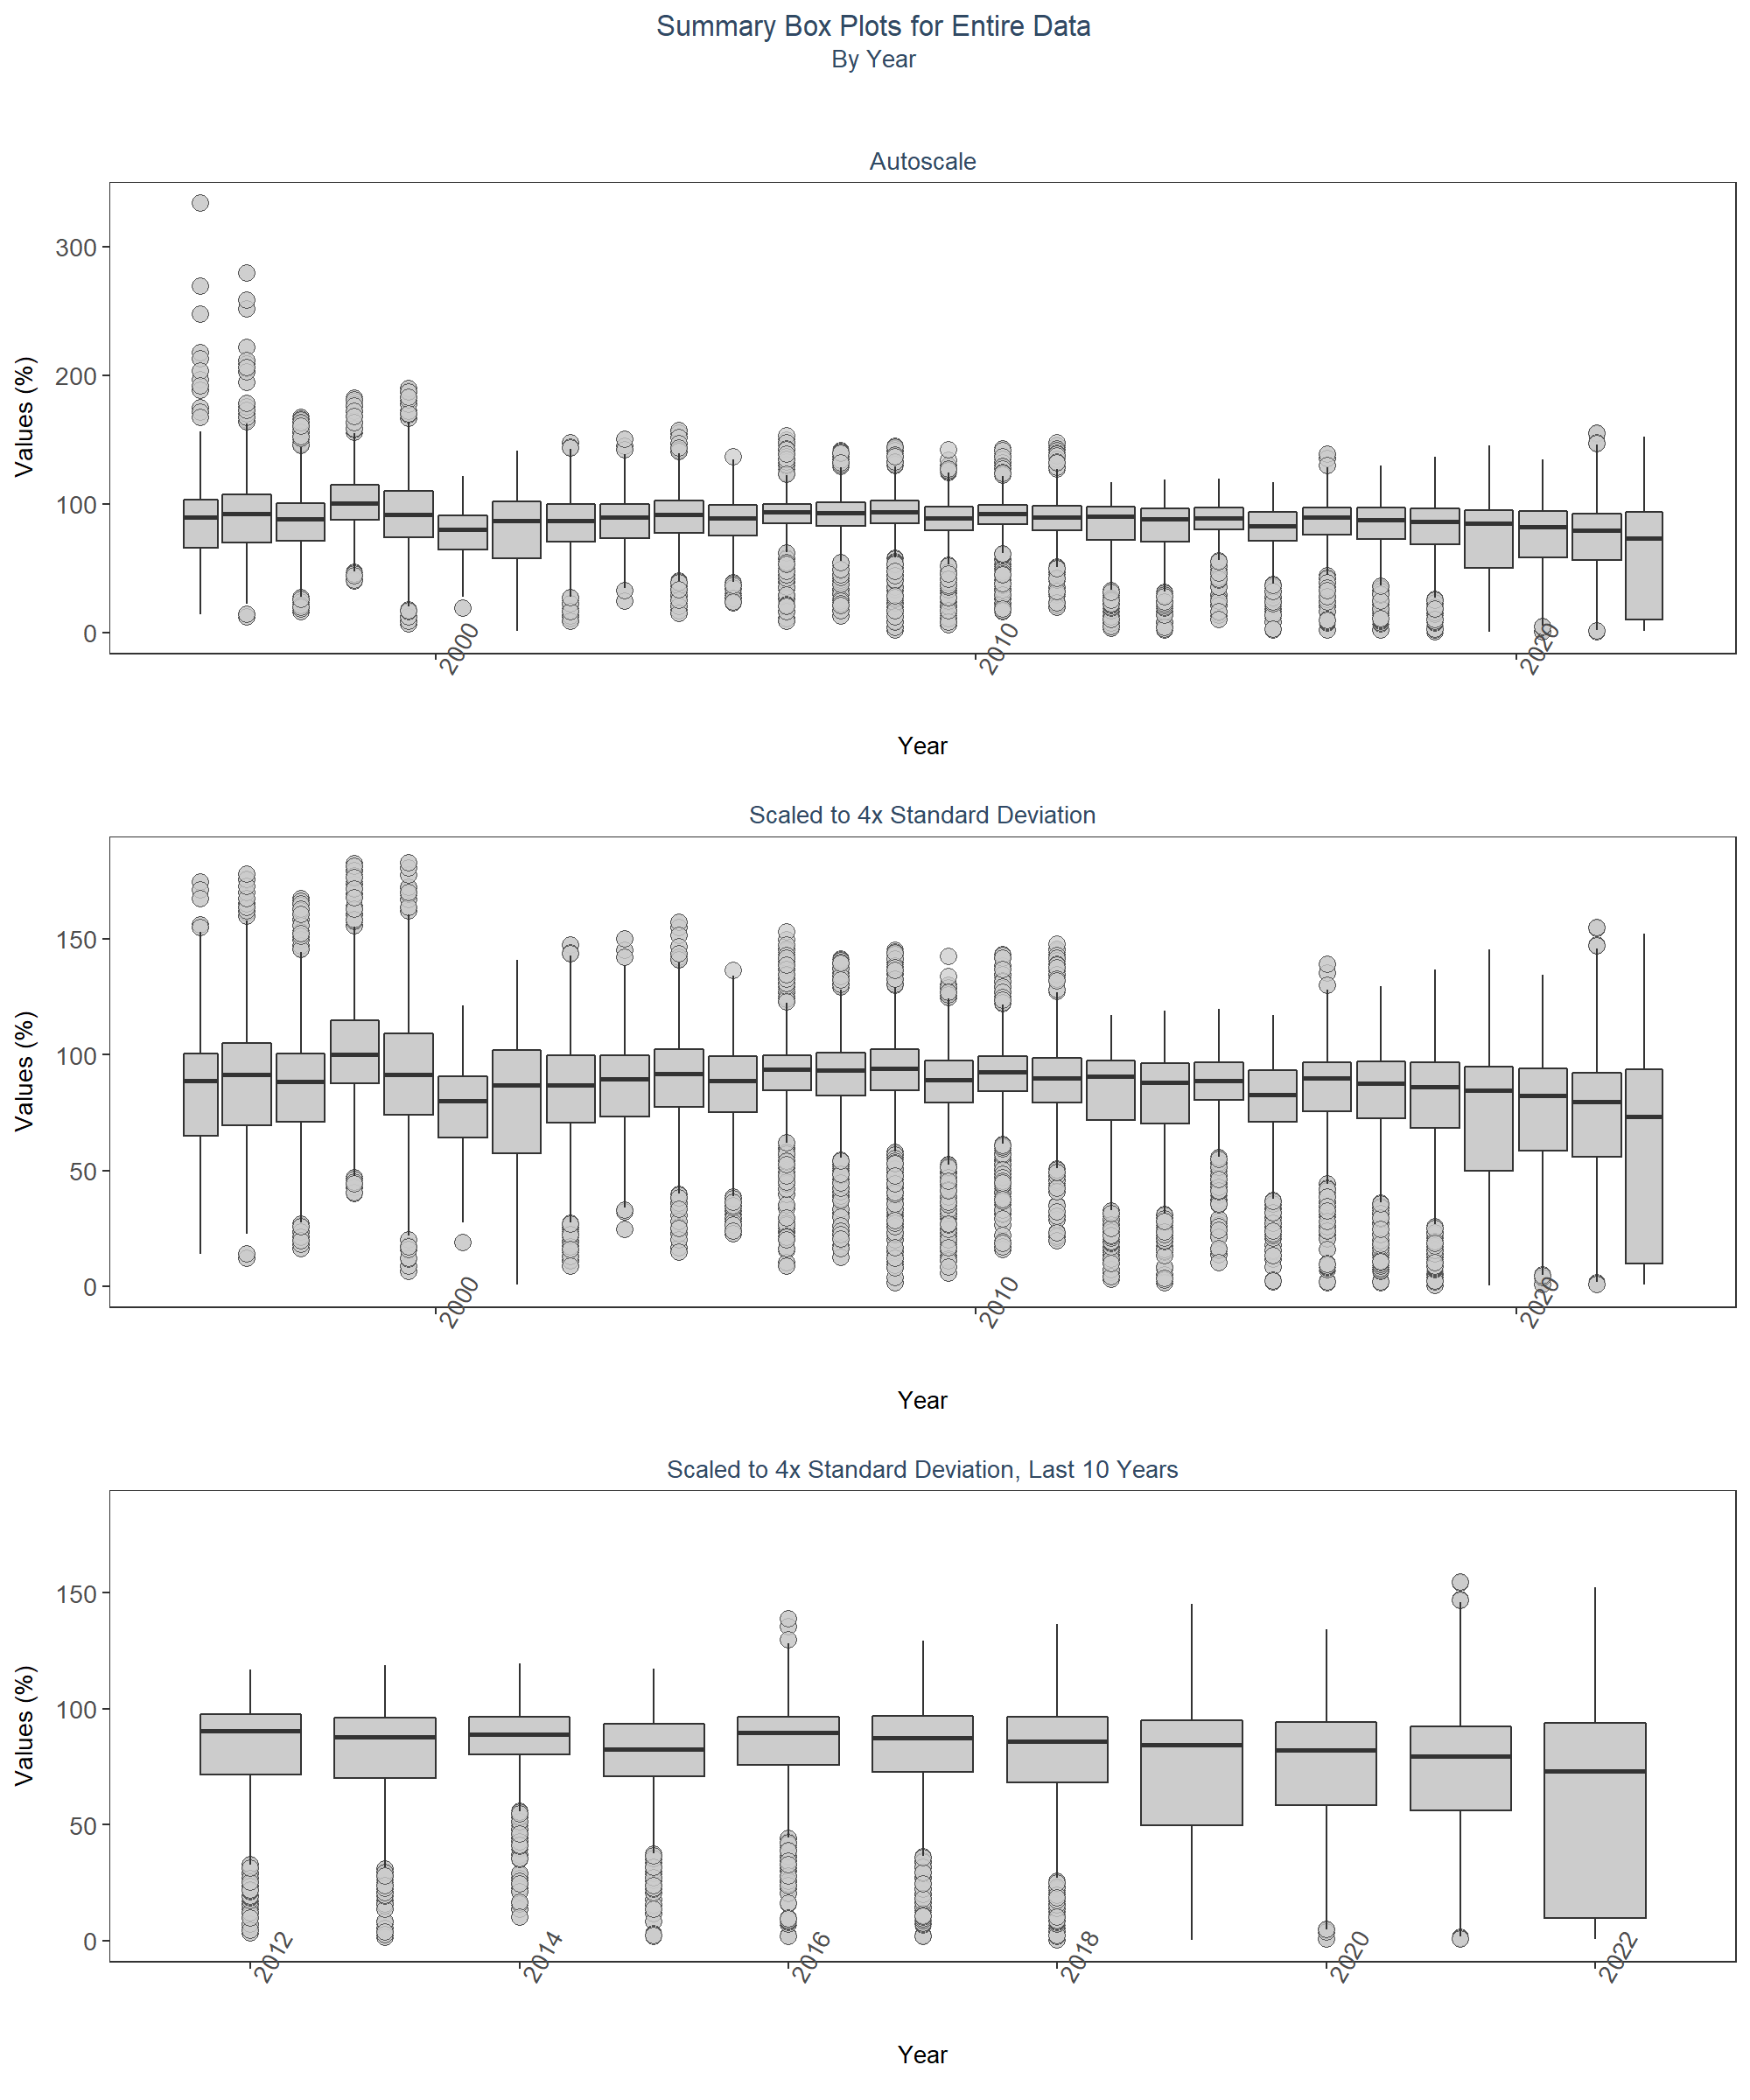 Summary Box Plots for Entire Data
By Year
Autoscale
Values (%)
300
200
100
0
2000
2010
2020
Year
Scaled to 4x Standard Deviation
Values (%)
150
100
50
0
2000
2010
2020
Year
Scaled to 4x Standard Deviation, Last 10 Years
Values (%)
150
100
50
0
2012
2014
2016
2018
2020
2022
Year